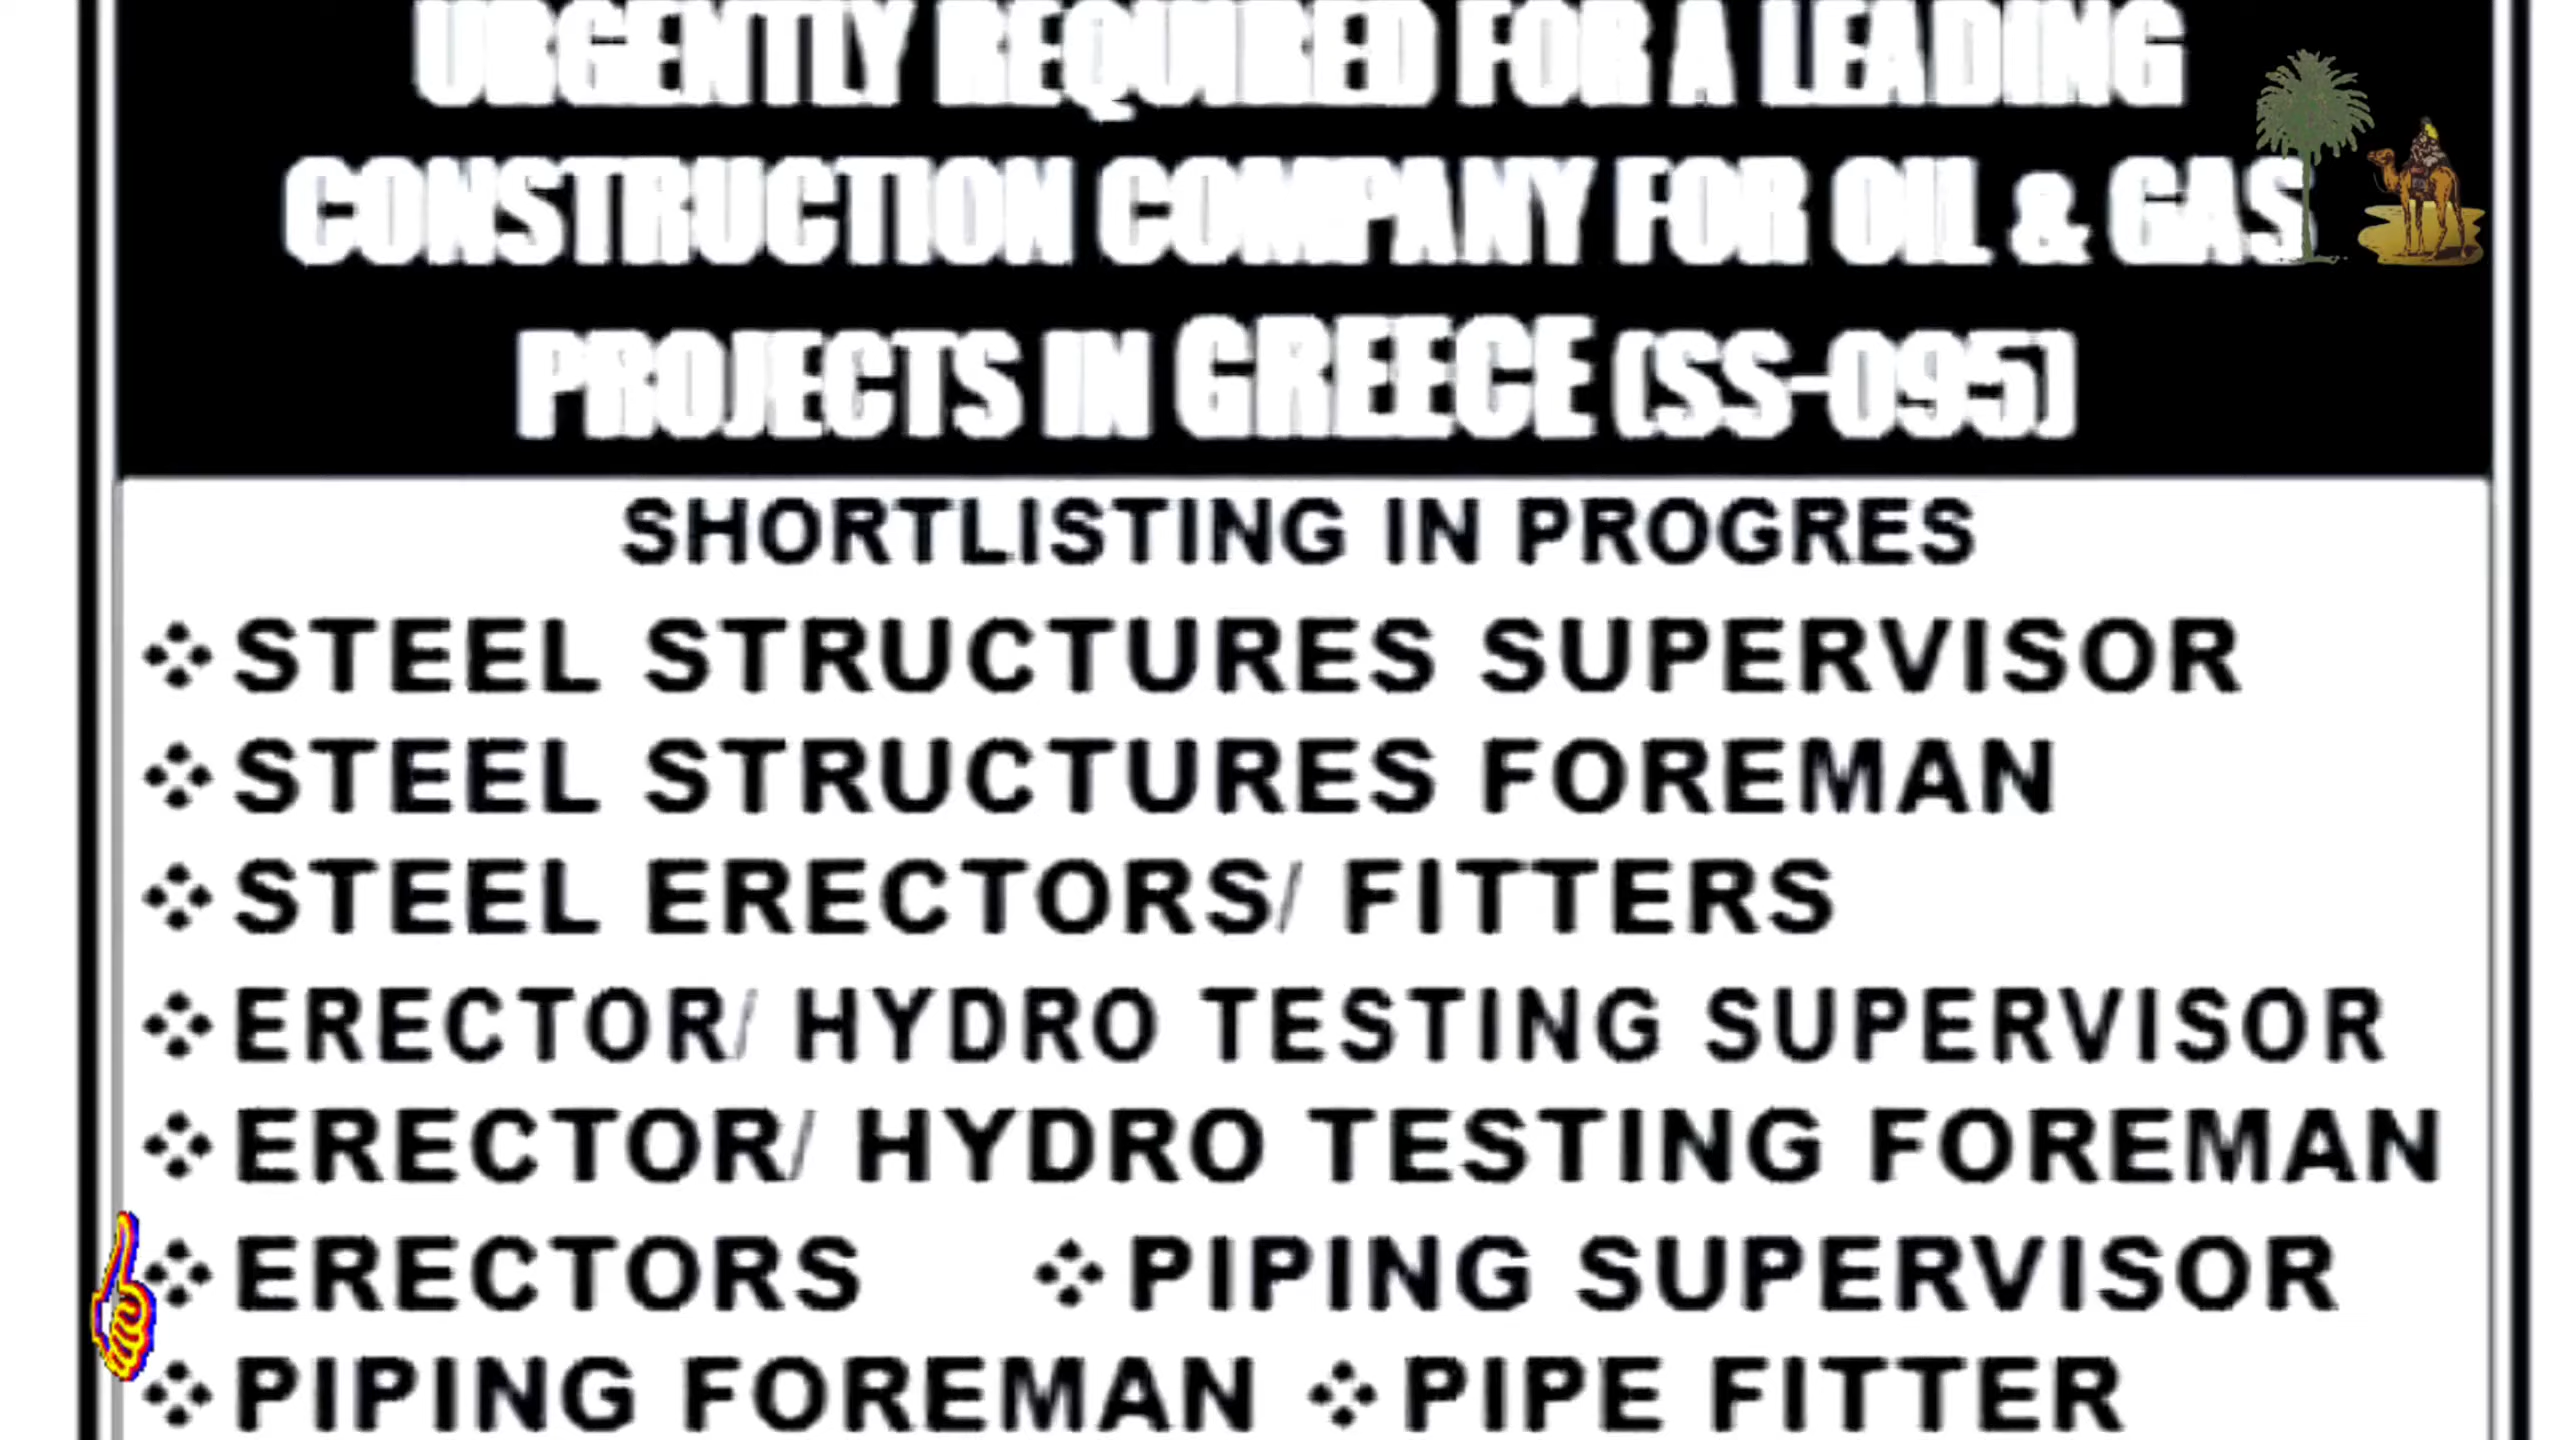 URGENTLY REQUIRED FOR A LEADING
CONSTRUCTION COMPANY FOR OIL & GAS
PROJECTS IN GREECE (SS-095)
SHORTLISTING IN PROGRES
❖ STEEL STRUCTURES SUPERVISOR
❖ STEEL STRUCTURES FOREMAN
❖ STEEL ERECTORS/ FITTERS
❖ ERECTOR/ HYDRO TESTING SUPERVISOR
❖ ERECTOR/ HYDRO TESTING FOREMAN
❖ ERECTORS ❖ PIPING SUPERVISOR
❖ PIPING FOREMAN ❖ PIPE FITTER